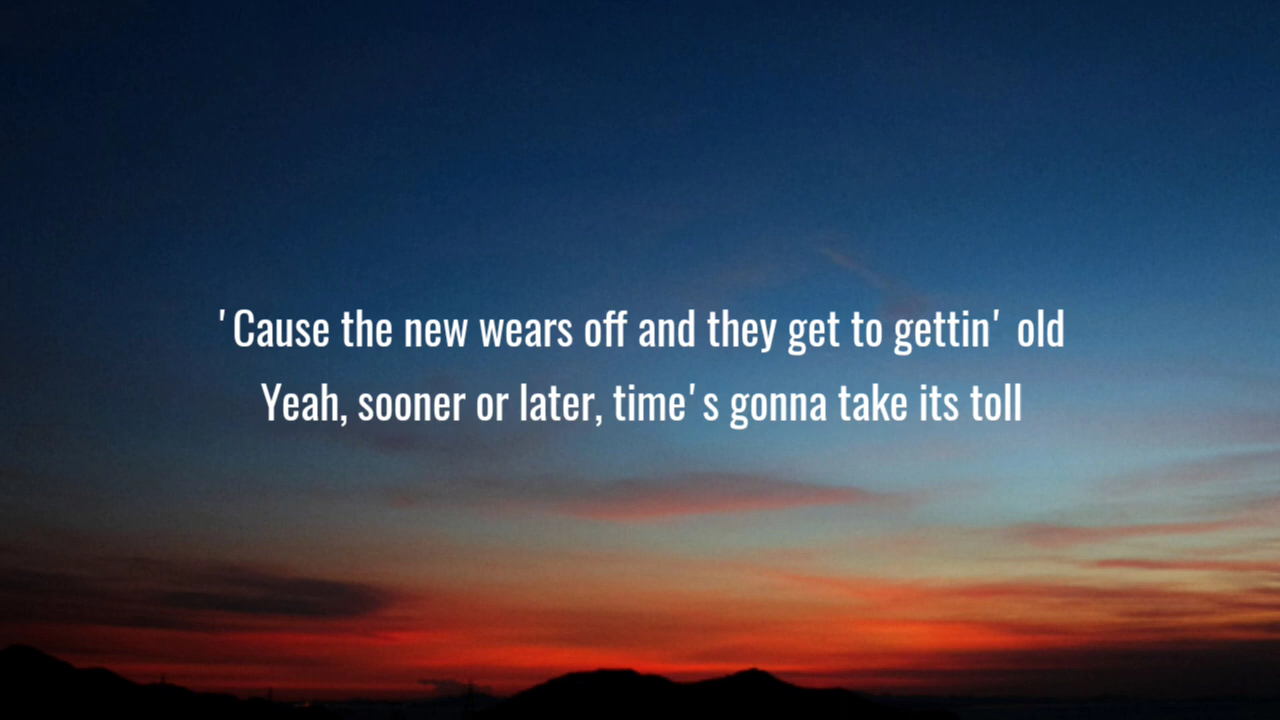 'Cause the new wears off and they get to gettin' old
Yeah, sooner or later, time's gonna take its toll